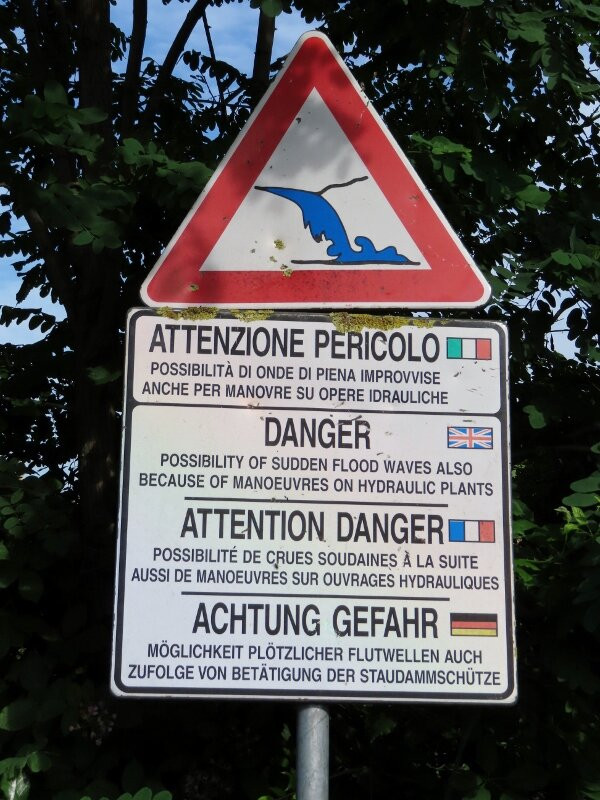 ATTENZIONE PERICOLO
POSSIBILITÀ DI ONDE DI PIENA IMPROVVISE
ANCHE PER MANOVRE SU OPERE IDRAULICHE
DANGER
POSSIBILITY OF SUDDEN FLOOD WAVES ALSO
BECAUSE OF MANOEUVRES ON HYDRAULIC PLANTS
ATTENTION DANGER
POSSIBILITÉ DE CRUES SOUDAINES À LA SUITE
AUSSI DE MANOEUVRES SUR OUVRAGES HYDRAULIQUES
ACHTUNG GEFAHR
MÖGLICHKEIT PLÖTZLICHER FLUTWELLEN AUCH
ZUFOLGE VON BETÄTIGUNG DER STAUDAMMSCHÜTZE